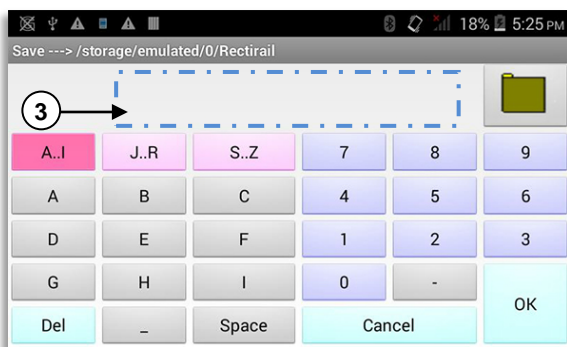 18% 5:25 PM
Save ---> /storage/emulated/0/Rectirail
3
A..I J..R S..Z 7 8 9
A B C 4 5 6
D E F 1 2 3
G H I 0 -
OK
Del _ Space Cancel